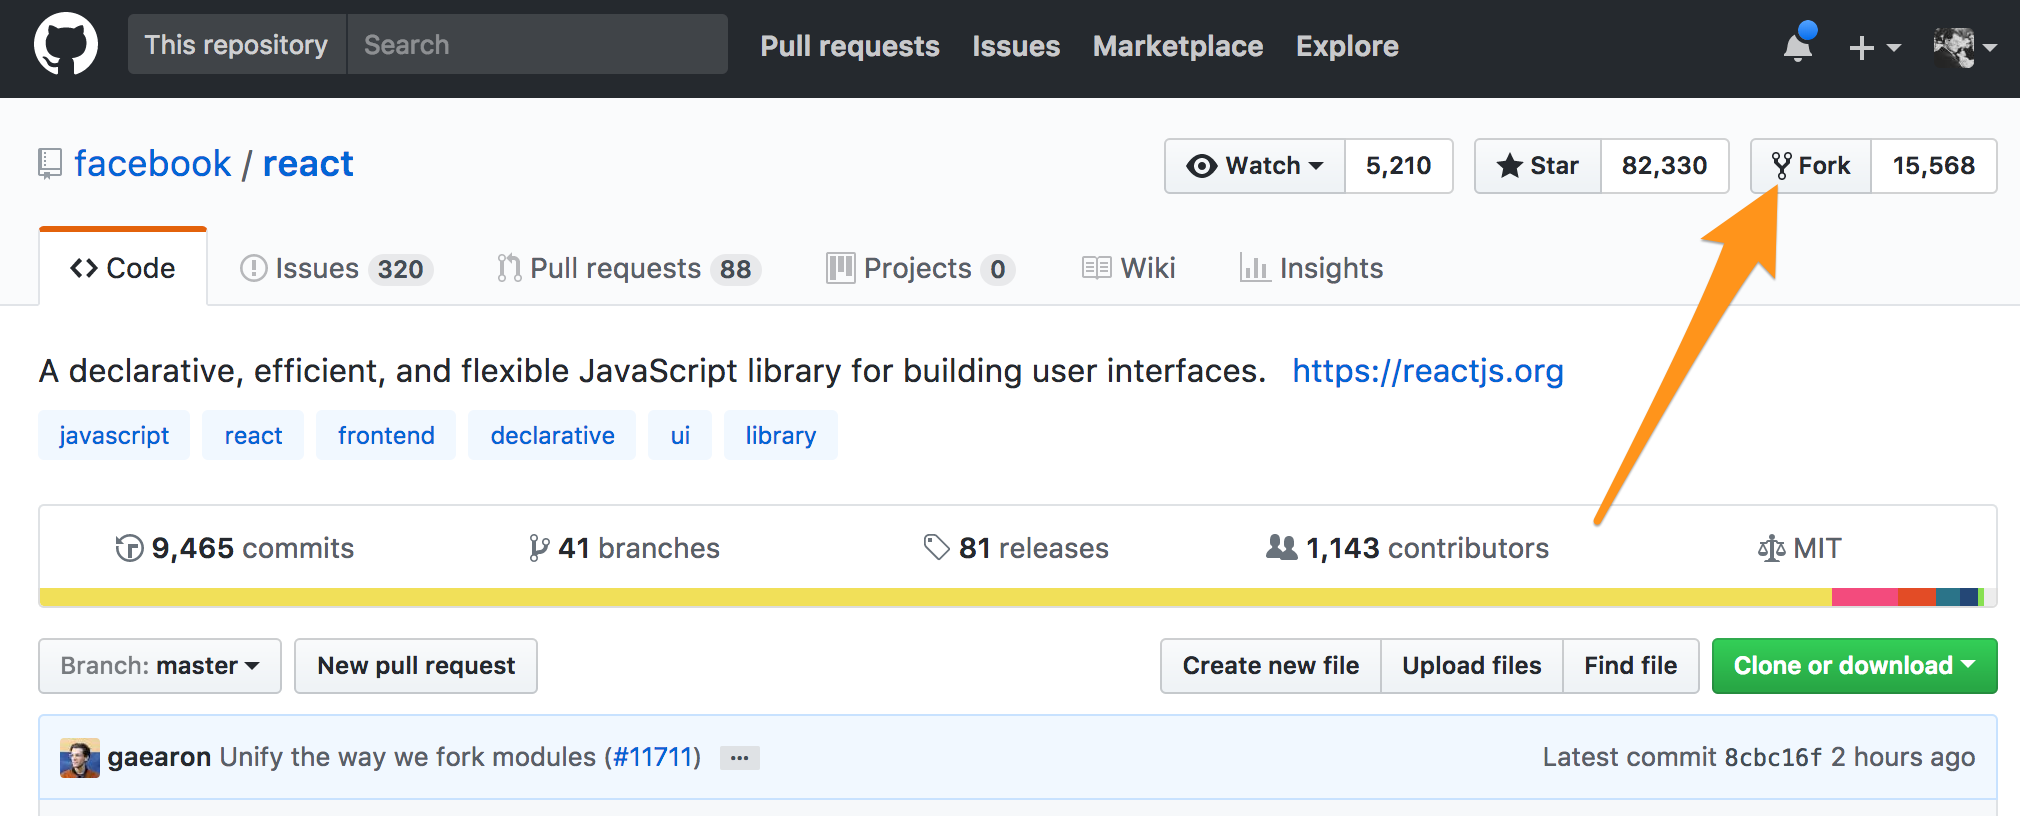 This repository Search Pull requests Issues Marketplace Explore
facebook / react Watch 5,210 Star 82,330 Fork 15,568
Code Issues 320 Pull requests 88 Projects 0 Wiki Insights
A declarative, efficient, and flexible JavaScript library for building user interfaces. https://reactjs.org
javascript react frontend declarative ui library
9,465 commits 41 branches 81 releases 1,143 contributors MIT
Branch: master New pull request Create new file Upload files Find file Clone or download
gaearon Unify the way we fork modules (#11711) ... Latest commit 8cbc16f 2 hours ago